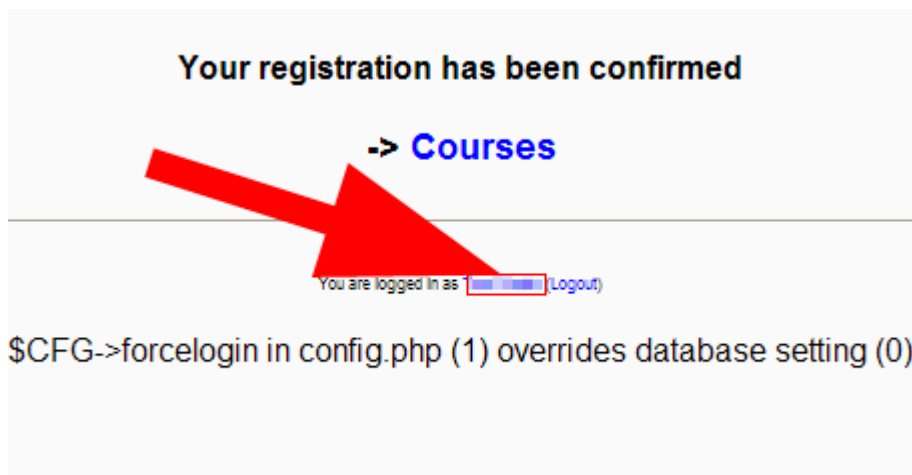 Your registration has been confirmed
-> Courses
You are logged in as (Logout)
$CFG->forcelogin in config.php (1) overrides database setting (0)